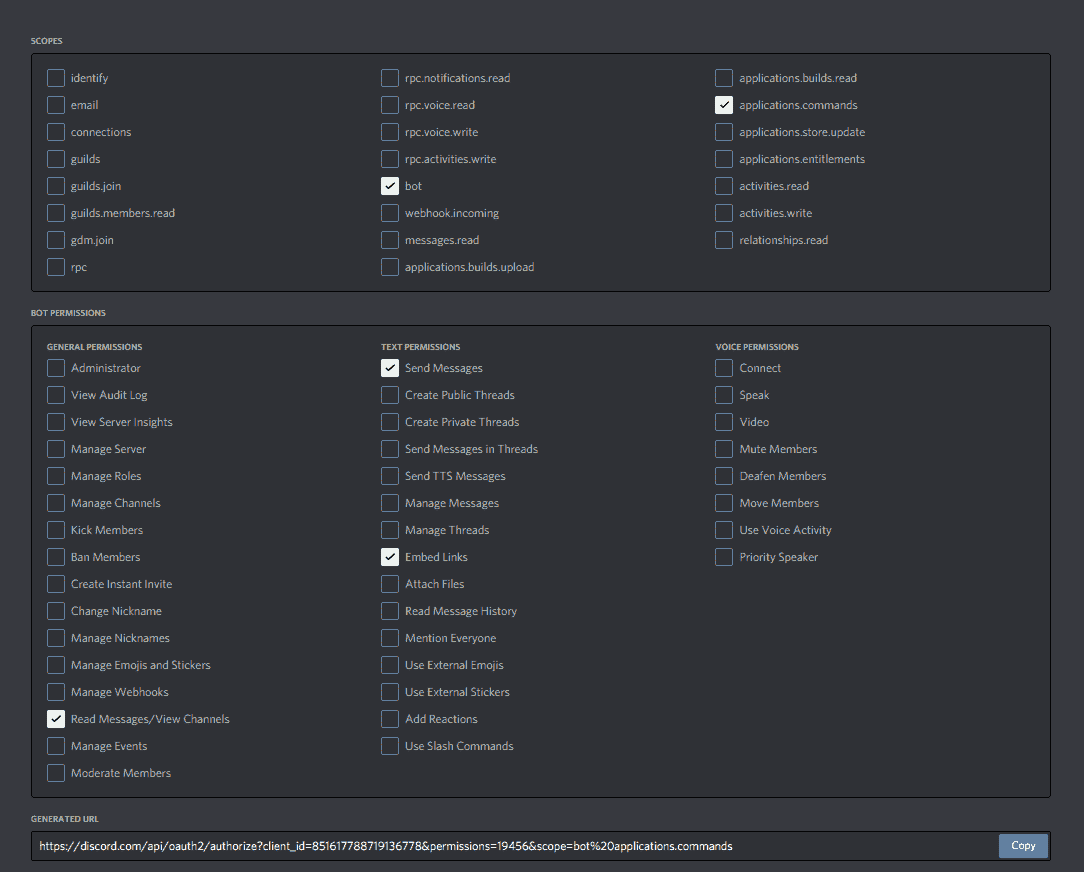 SCOPES
identify
email
connections
guilds
guilds.join
guilds.members.read
gdm.join
rpc
rpc.notifications.read
rpc.voice.read
rpc.voice.write
rpc.activities.write
bot
webhook.incoming
messages.read
applications.builds.upload
applications.builds.read
applications.commands
applications.store.update
applications.entitlements
activities.read
activities.write
relationships.read
BOT PERMISSIONS
GENERAL PERMISSIONS
Administrator
View Audit Log
View Server Insights
Manage Server
Manage Roles
Manage Channels
Kick Members
Ban Members
Create Instant Invite
Change Nickname
Manage Nicknames
Manage Emojis and Stickers
Manage Webhooks
Read Messages/View Channels
Manage Events
Moderate Members
TEXT PERMISSIONS
Send Messages
Create Public Threads
Create Private Threads
Send Messages in Threads
Send TTS Messages
Manage Messages
Manage Threads
Embed Links
Attach Files
Read Message History
Mention Everyone
Use External Emojis
Use External Stickers
Add Reactions
Use Slash Commands
VOICE PERMISSIONS
Connect
Speak
Video
Mute Members
Deafen Members
Move Members
Use Voice Activity
Priority Speaker
GENERATED URL
https://discord.com/api/oauth2/authorize?client_id=851617788719136778&permissions=19456&scope=bot%20applications.commands
Copy